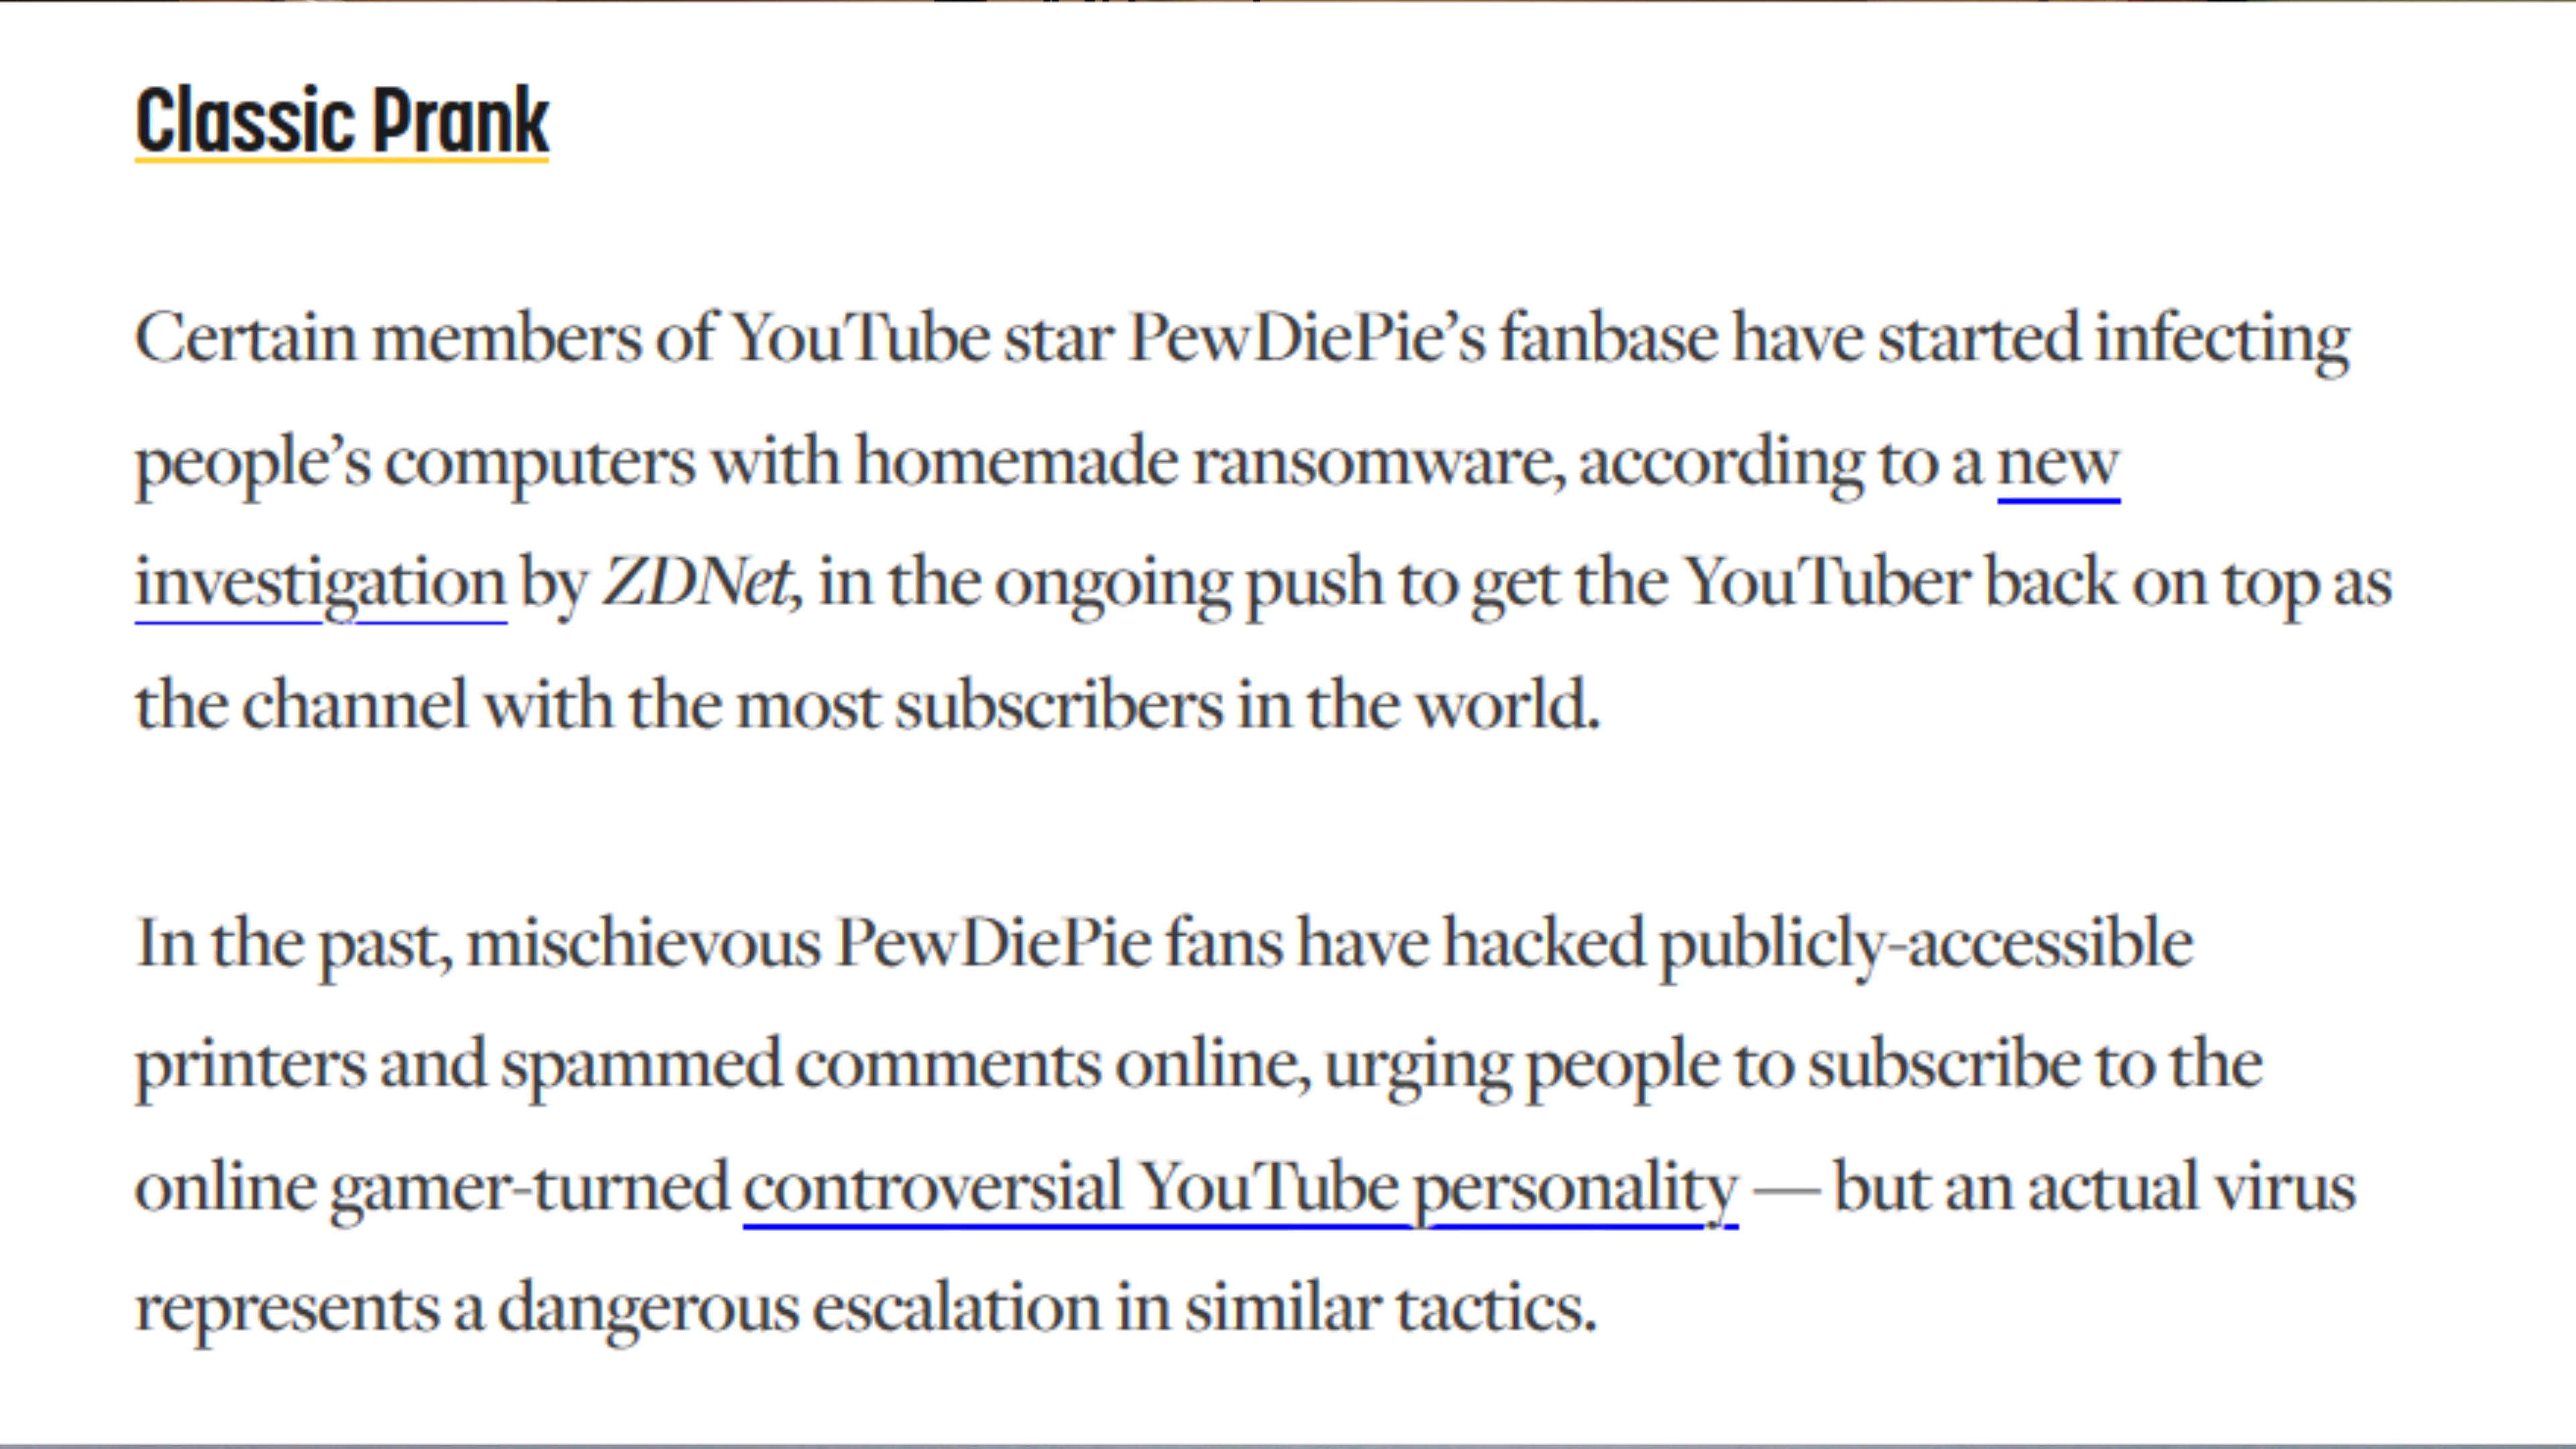 Classic Prank
Certain members of YouTube star PewDiePie’s fanbase have started infecting
people’s computers with homemade ransomware, according to a new
investigation by ZDNet, in the ongoing push to get the YouTuber back on top as
the channel with the most subscribers in the world.
In the past, mischievous PewDiePie fans have hacked publicly-accessible
printers and spammed comments online, urging people to subscribe to the
online gamer-turned controversial YouTube personality — but an actual virus
represents a dangerous escalation in similar tactics.